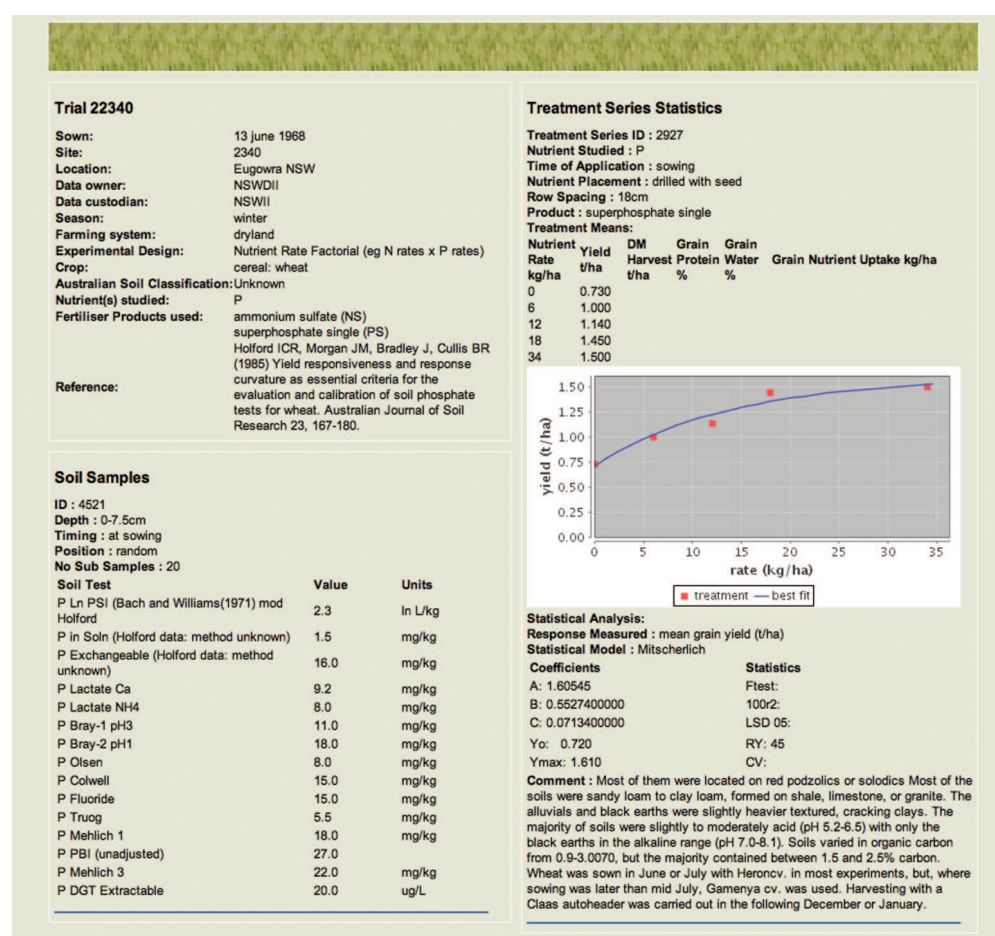 Trial 22340
Sown: 13 june 1968
Site: 2340
Location: Eugowra NSW
Data owner: NSWDII
Data custodian: NSWII
Season: winter
Farming system: dryland
Experimental Design: Nutrient Rate Factorial (eg N rates x P rates)
Crop: cereal: wheat
Australian Soil Classification: Unknown
Nutrient(s) studied: P
Fertiliser Products used: ammonium sulfate (NS)
superphosphate single (PS)
Reference: Holford ICR, Morgan JM, Bradley J, Cullis BR
(1985) Yield responsiveness and response
curvature as essential criteria for the
evaluation and calibration of soil phosphate
tests for wheat. Australian Journal of Soil
Research 23, 167-180.
Soil Samples
ID : 4521
Depth : 0-7.5cm
Timing : at sowing
Position : random
No Sub Samples : 20
Soil Test Value Units
P Ln PSI (Bach and Williams(1971) mod
Holford 2.3 ln L/kg
P in Soln (Holford data: method unknown) 1.5 mg/kg
P Exchangeable (Holford data: method
unknown) 16.0 mg/kg
P Lactate Ca 9.2 mg/kg
P Lactate NH4 8.0 mg/kg
P Bray-1 pH3 11.0 mg/kg
P Bray-2 pH1 18.0 mg/kg
P Olsen 8.0 mg/kg
P Colwell 15.0 mg/kg
P Fluoride 15.0 mg/kg
P Truog 5.5 mg/kg
P Mehlich 1 18.0 mg/kg
P PBI (unadjusted) 27.0
P Mehlich 3 22.0 mg/kg
P DGT Extractable 20.0 ug/L
Treatment Series Statistics
Treatment Series ID : 2927
Nutrient Studied : P
Time of Application : sowing
Nutrient Placement : drilled with seed
Row Spacing : 18cm
Product : superphosphate single
Treatment Means:
Nutrient Rate kg/ha Yield t/ha DM Harvest t/ha Grain Protein % Grain Water % Grain Nutrient Uptake kg/ha
0 0.730
6 1.000
12 1.140
18 1.450
34 1.500
yield (t/ha)
1.50
1.25
1.00
0.75
0.50
0.25
0.00
0 5 10 15 20 25 30 35
rate (kg/ha)
treatment best fit
Statistical Analysis:
Response Measured : mean grain yield (t/ha)
Statistical Model : Mitscherlich
Coefficients Statistics
A: 1.60545 Ftest:
B: 0.5527400000 100r2:
C: 0.0713400000 LSD 05:
Yo: 0.720 RY: 45
Ymax: 1.610 CV:
Comment : Most of them were located on red podzolics or solodics Most of the
soils were sandy loam to clay loam, formed on shale, limestone, or granite. The
alluvials and black earths were slightly heavier textured, cracking clays. The
majority of soils were slightly to moderately acid (pH 5.2-6.5) with only the
black earths in the alkaline range (pH 7.0-8.1). Soils varied in organic carbon
from 0.9-3.0070, but the majority contained between 1.5 and 2.5% carbon.
Wheat was sown in June or July with Heroncv. in most experiments, but, where
sowing was later than mid July, Gamenya cv. was used. Harvesting with a
Claas autoheader was carried out in the following December or January.